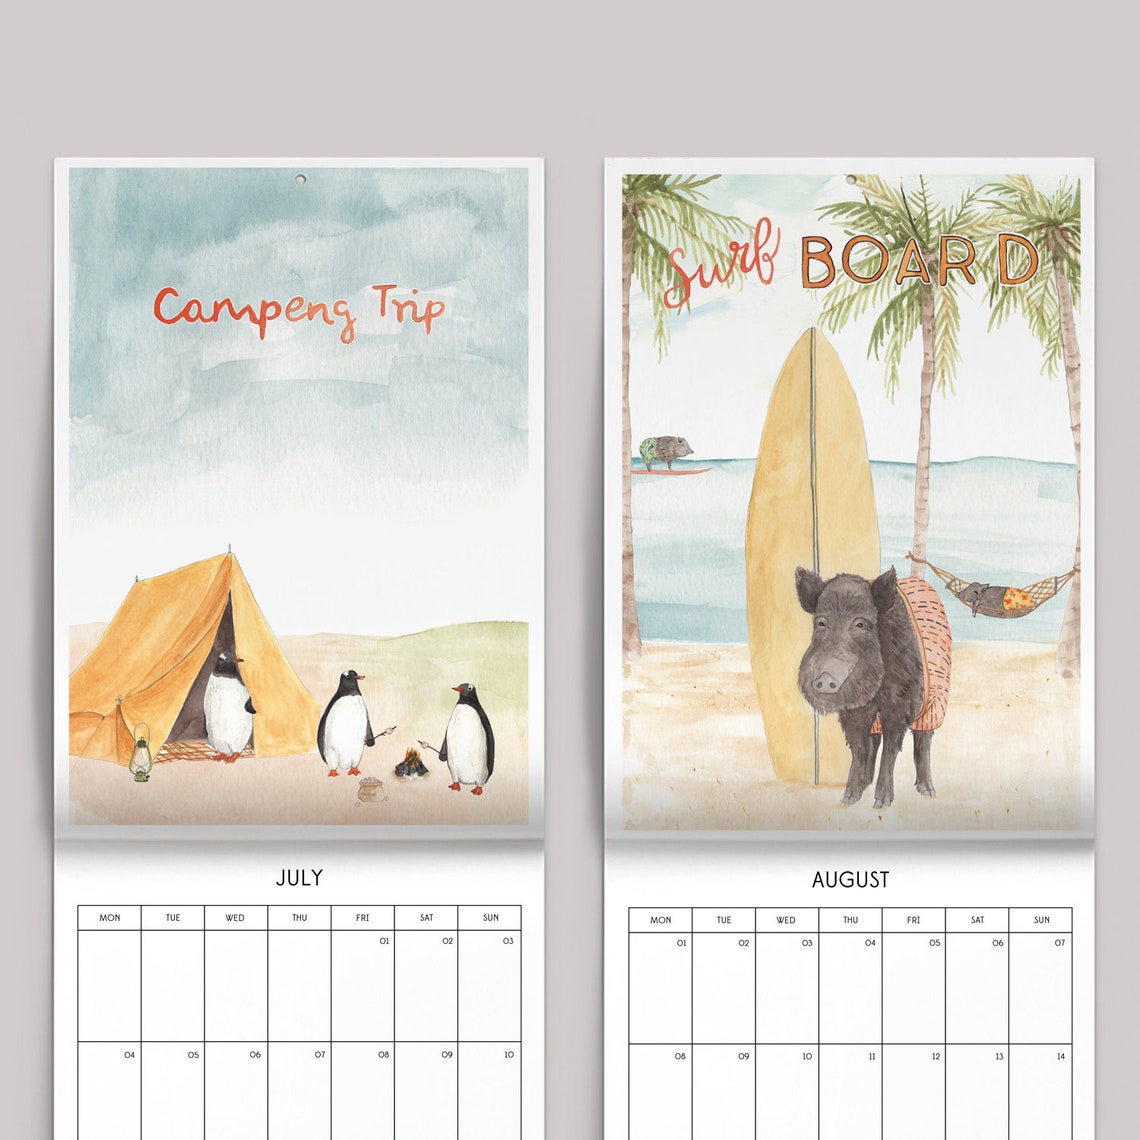 Campeng Trip
JULY
MON TUE WED THU FRI SAT SUN
01 02 03
04 05 06 07 08 09 10
Surf BOAR D
AUGUST
MON TUE WED THU FRI SAT SUN
01 02 03 04 05 06 07
08 09 10 11 12 13 14